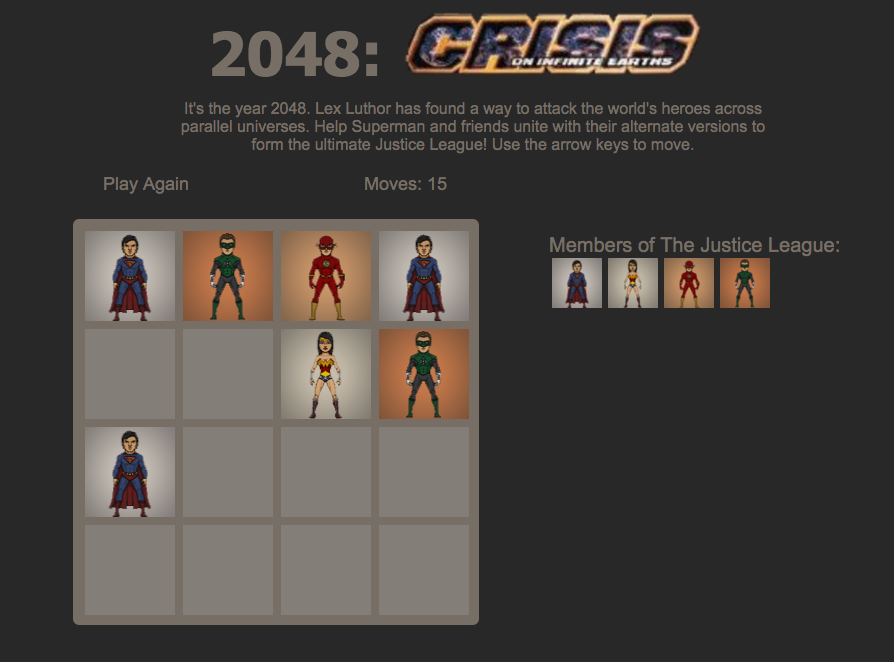 2048: CRISIS
ON INFINITE EARTHS
It's the year 2048. Lex Luthor has found a way to attack the world's heroes across
parallel universes. Help Superman and friends unite with their alternate versions to
form the ultimate Justice League! Use the arrow keys to move.
Play Again Moves: 15
Members of The Justice League: